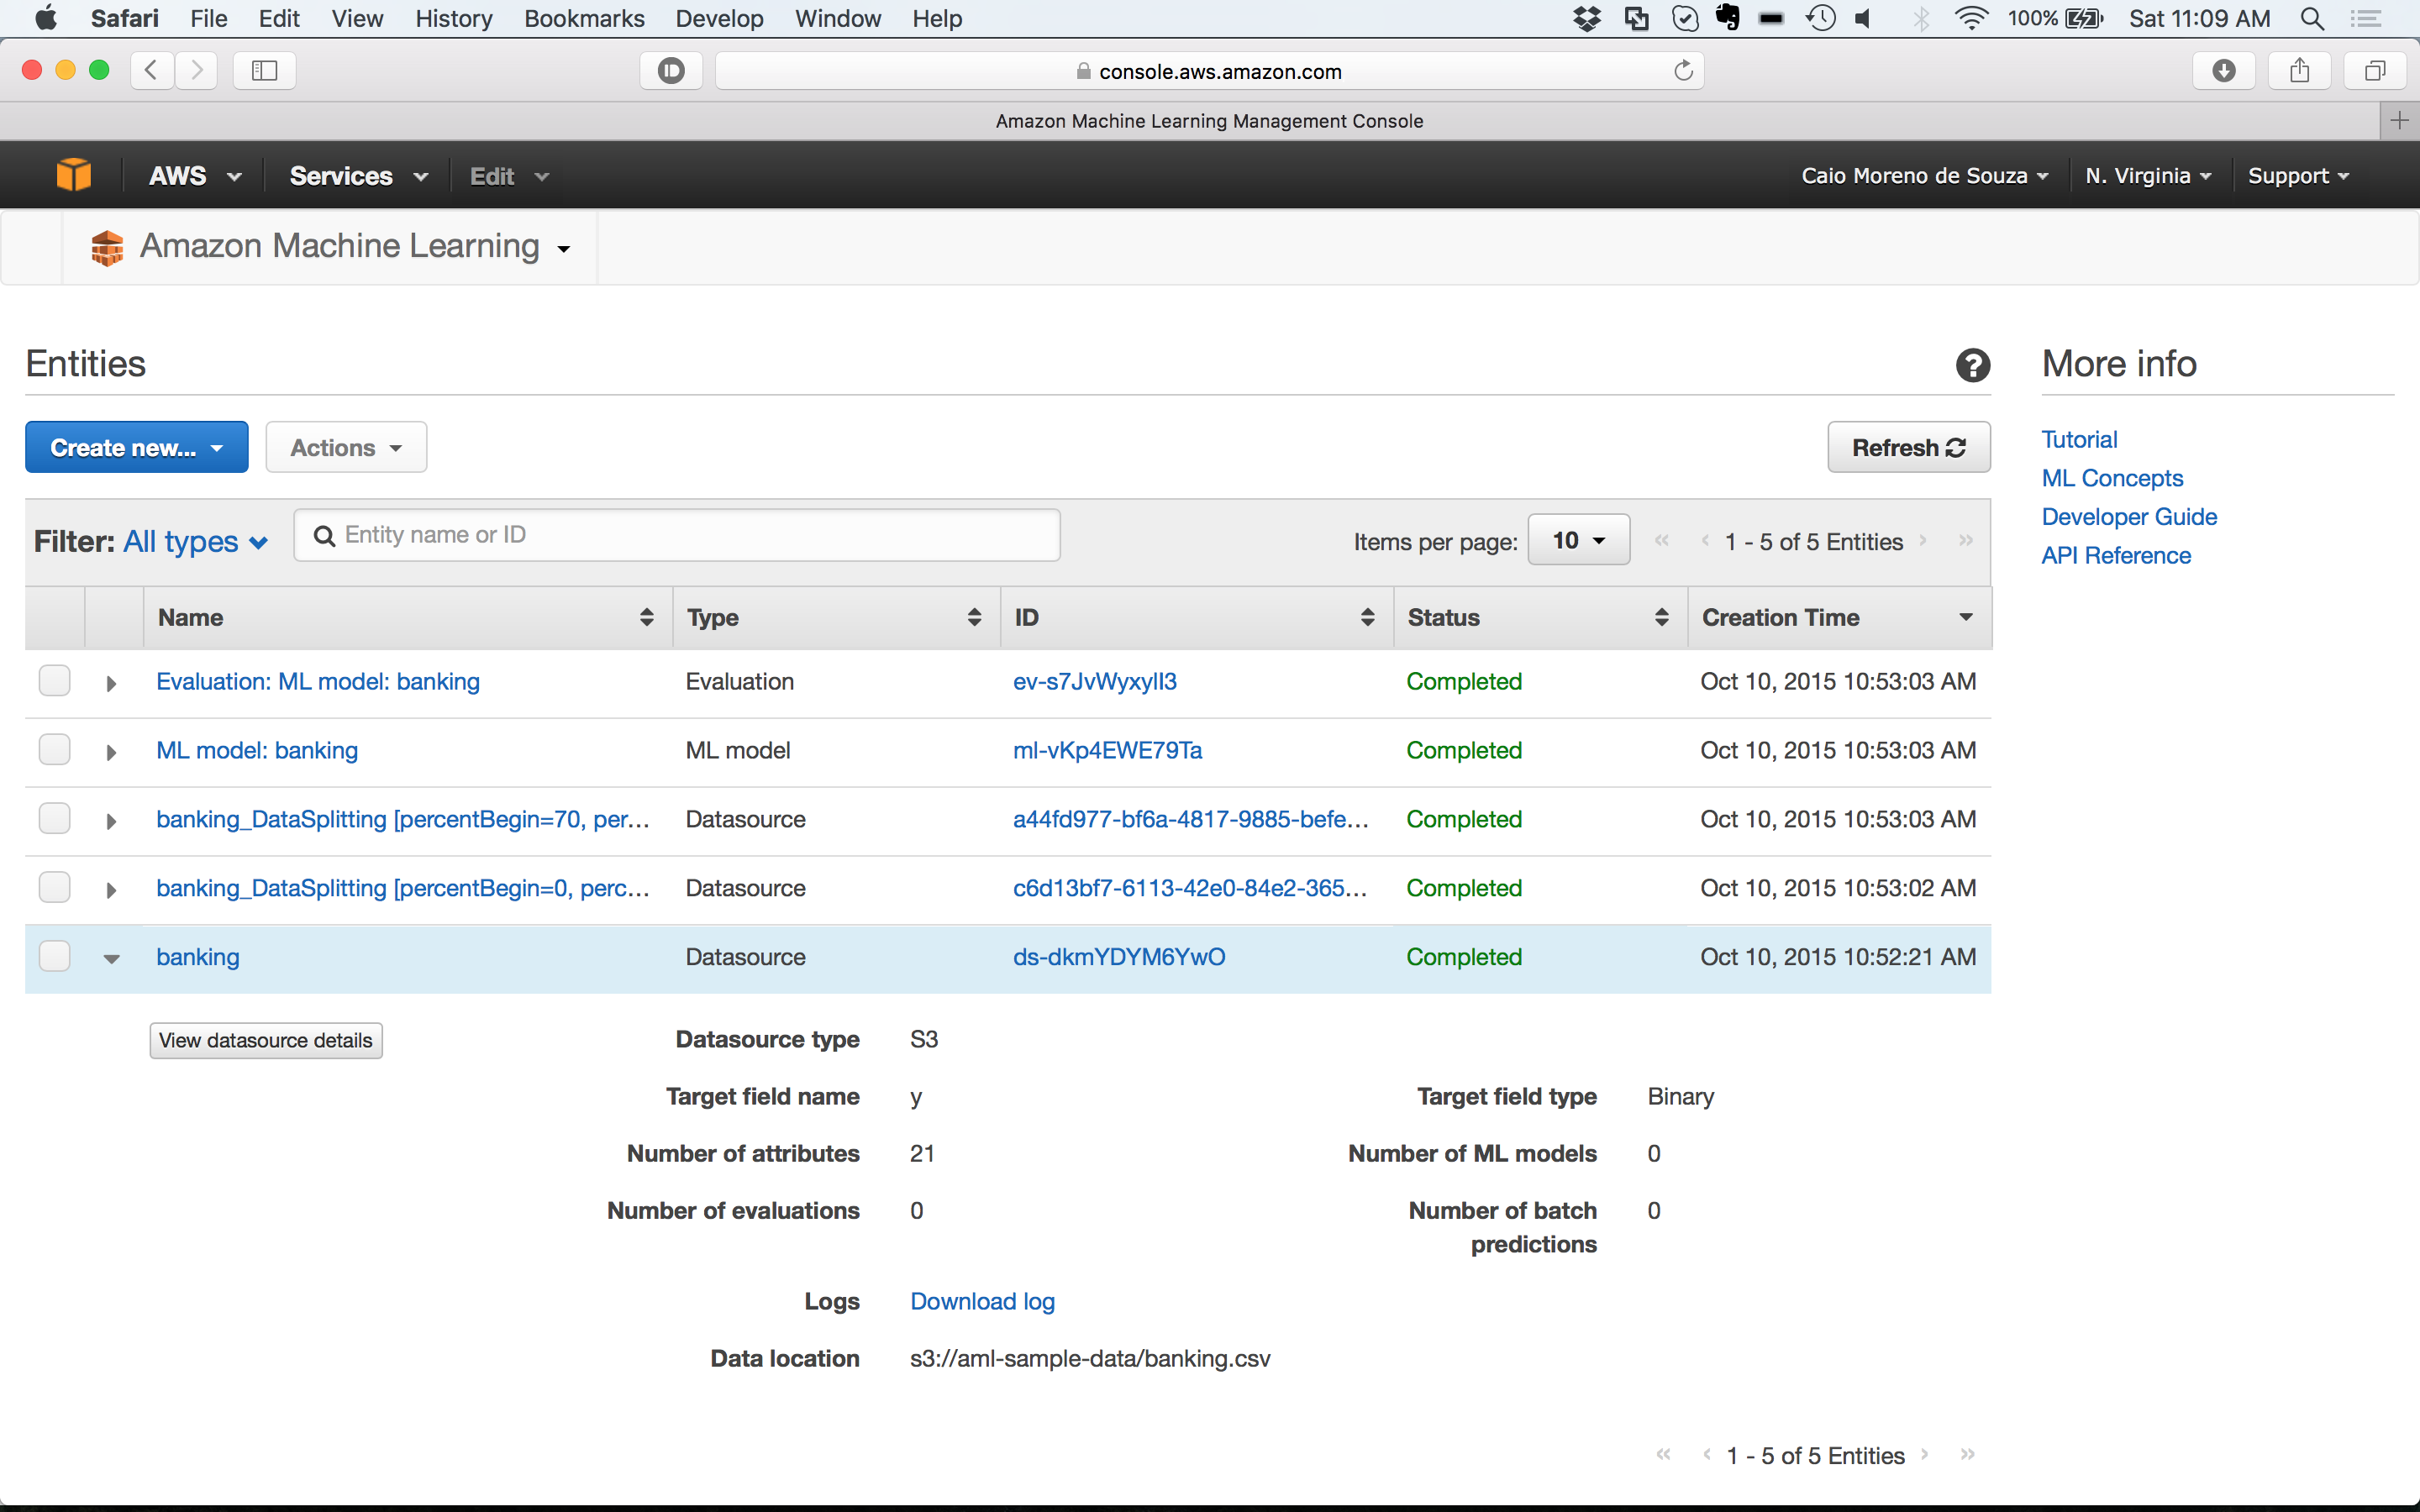 Safari File Edit View History Bookmarks Develop Window Help 100% Sat 11:09 AM
console.aws.amazon.com
Amazon Machine Learning Management Console
AWS Services Edit Caio Moreno de Souza N. Virginia Support
Amazon Machine Learning
Entities
More info
Create new... Actions Refresh
Tutorial
ML Concepts
Developer Guide
API Reference
Filter: All types Entity name or ID Items per page: 10 « ‹ 1 - 5 of 5 Entities › »
Name Type ID Status Creation Time
Evaluation: ML model: banking Evaluation ev-s7JvWyxyII3 Completed Oct 10, 2015 10:53:03 AM
ML model: banking ML model ml-vKp4EWE79Ta Completed Oct 10, 2015 10:53:03 AM
banking_DataSplitting [percentBegin=70, per... Datasource a44fd977-bf6a-4817-9885-befe... Completed Oct 10, 2015 10:53:03 AM
banking_DataSplitting [percentBegin=0, perc... Datasource c6d13bf7-6113-42e0-84e2-365... Completed Oct 10, 2015 10:53:02 AM
banking Datasource ds-dkmYDYM6YwO Completed Oct 10, 2015 10:52:21 AM
View datasource details Datasource type S3
Target field name y Target field type Binary
Number of attributes 21 Number of ML models 0
Number of evaluations 0 Number of batch predictions 0
Logs Download log
Data location s3://aml-sample-data/banking.csv
« ‹ 1 - 5 of 5 Entities › »